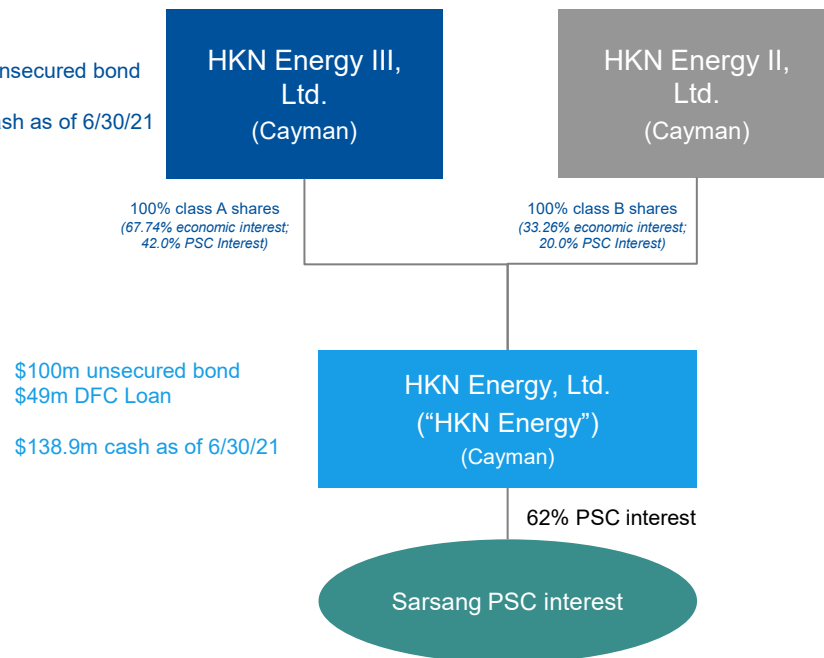 HKN Energy III,
Ltd.
(Cayman)
HKN Energy II,
Ltd.
(Cayman)
unsecured bond
cash as of 6/30/21
100% class A shares
(67.74% economic interest;
42.0% PSC Interest)
100% class B shares
(33.26% economic interest;
20.0% PSC Interest)
$100m unsecured bond
$49m DFC Loan
$138.9m cash as of 6/30/21
HKN Energy, Ltd.
(“HKN Energy”)
(Cayman)
62% PSC interest
Sarsang PSC interest